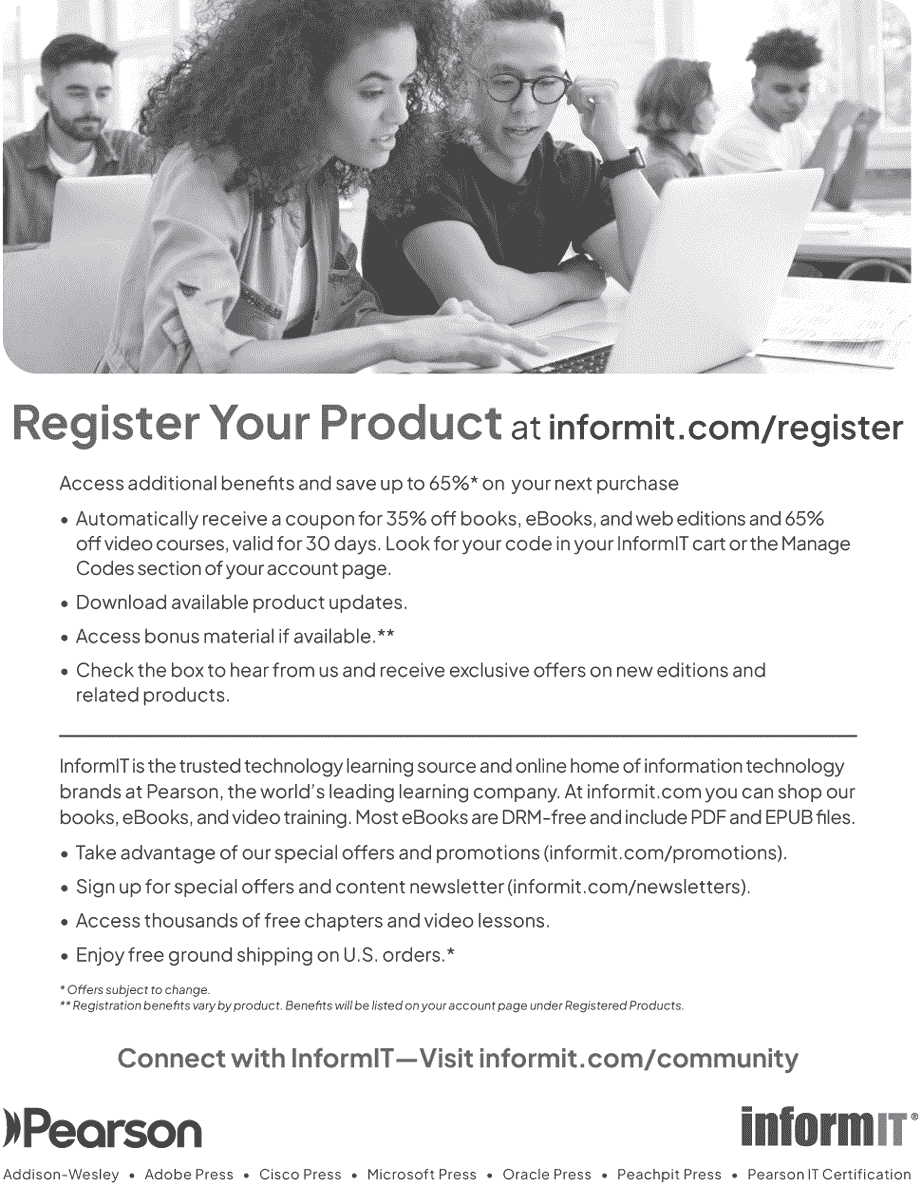 Register Your Product at informit.com/register
Access additional benefits and save up to 65%* on your next purchase
• Automatically receive a coupon for 35% off books, eBooks, and web editions and 65%
off video courses, valid for 30 days. Look for your code in your InformIT cart or the Manage
Codes section of your account page.
• Download available product updates.
• Access bonus material if available.**
• Check the box to hear from us and receive exclusive offers on new editions and
related products.
InformIT is the trusted technology learning source and online home of information technology
brands at Pearson, the world's leading learning company. At informit.com you can shop our
books, eBooks, and video training. Most eBooks are DRM-free and include PDF and EPUB files.
• Take advantage of our special offers and promotions (informit.com/promotions).
• Sign up for special offers and content newsletter (informit.com/newsletters).
• Access thousands of free chapters and video lessons.
• Enjoy free ground shipping on U.S. orders.*
* Offers subject to change.
** Registration benefits vary by product. Benefits will be listed on your account page under Registered Products.
Connect with InformIT—Visit informit.com/community
Pearson
informIT®
Addison-Wesley • Adobe Press • Cisco Press • Microsoft Press • Oracle Press • Peachpit Press • Pearson IT Certification